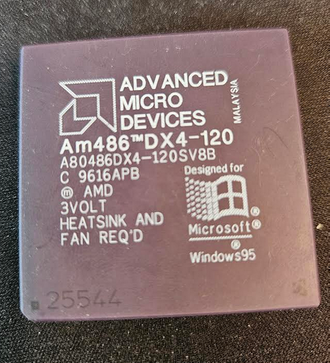 ADVANCED
MICRO
DEVICES
MALAYSIA
Am486™DX4-120
A80486DX4-120SV8B
C 9616APB
Ⓜ AMD
3VOLT
HEATSINK AND
FAN REQ'D
Designed for
Microsoft®
®
Windows95
25544